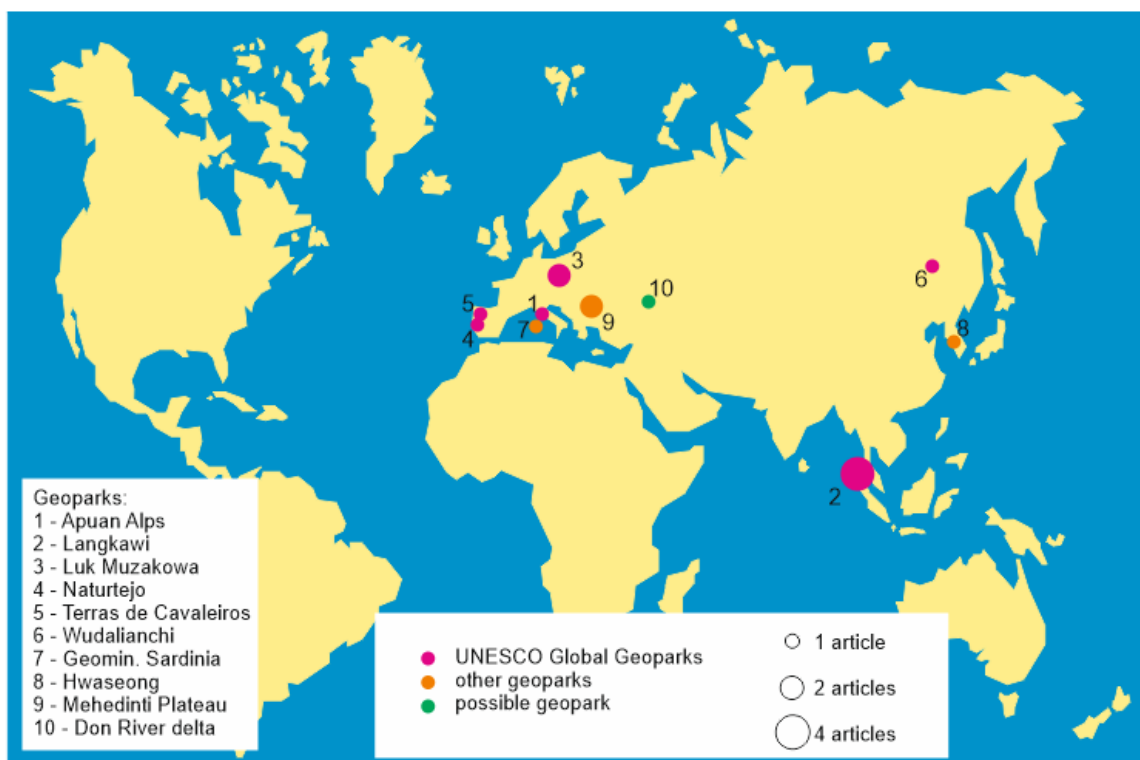 3
10
6
5
1
9
7
4
8
2
Geoparks:
1 - Apuan Alps
2 - Langkawi
3 - Luk Muzakowa
4 - Naturtejo
5 - Terras de Cavaleiros
6 - Wudalianchi
7 - Geomin. Sardinia
8 - Hwaseong
9 - Mehedinti Plateau
10 - Don River delta
UNESCO Global Geoparks
other geoparks
possible geopark
1 article
2 articles
4 articles